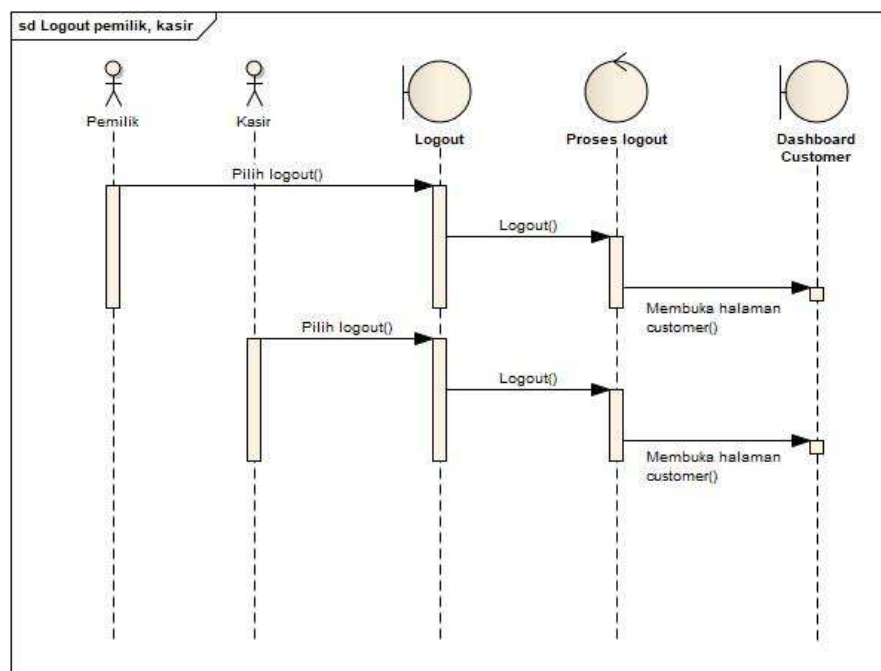 sd Logout pemilik, kasir
Pemilik
Kasir
Logout
Proses logout
Dashboard
Customer
Pilih logout()
Logout()
Membuka halaman
customer()
Pilih logout()
Logout()
Membuka halaman
customer()